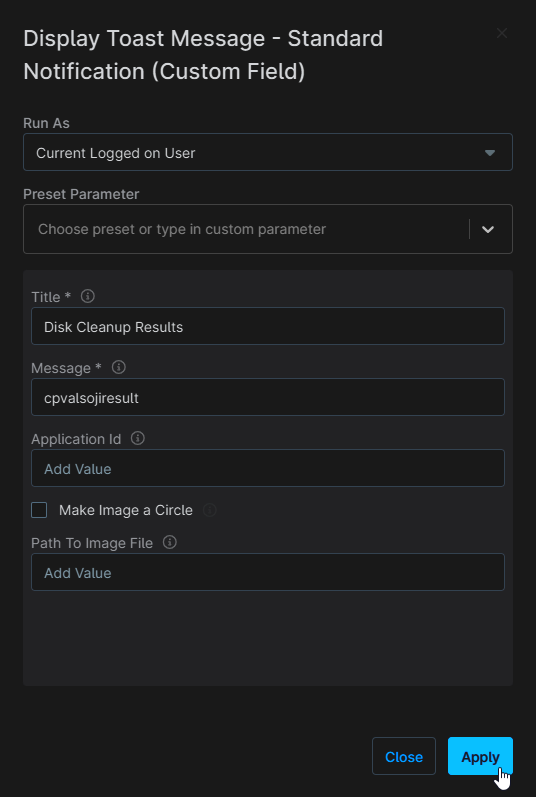 Display Toast Message - Standard
Notification (Custom Field)
Run As
Current Logged on User
Preset Parameter
Choose preset or type in custom parameter
Title *
Disk Cleanup Results
Message *
cpvalsojiresult
Application Id
Add Value
Make Image a Circle
Path To Image File
Add Value
Close
Apply